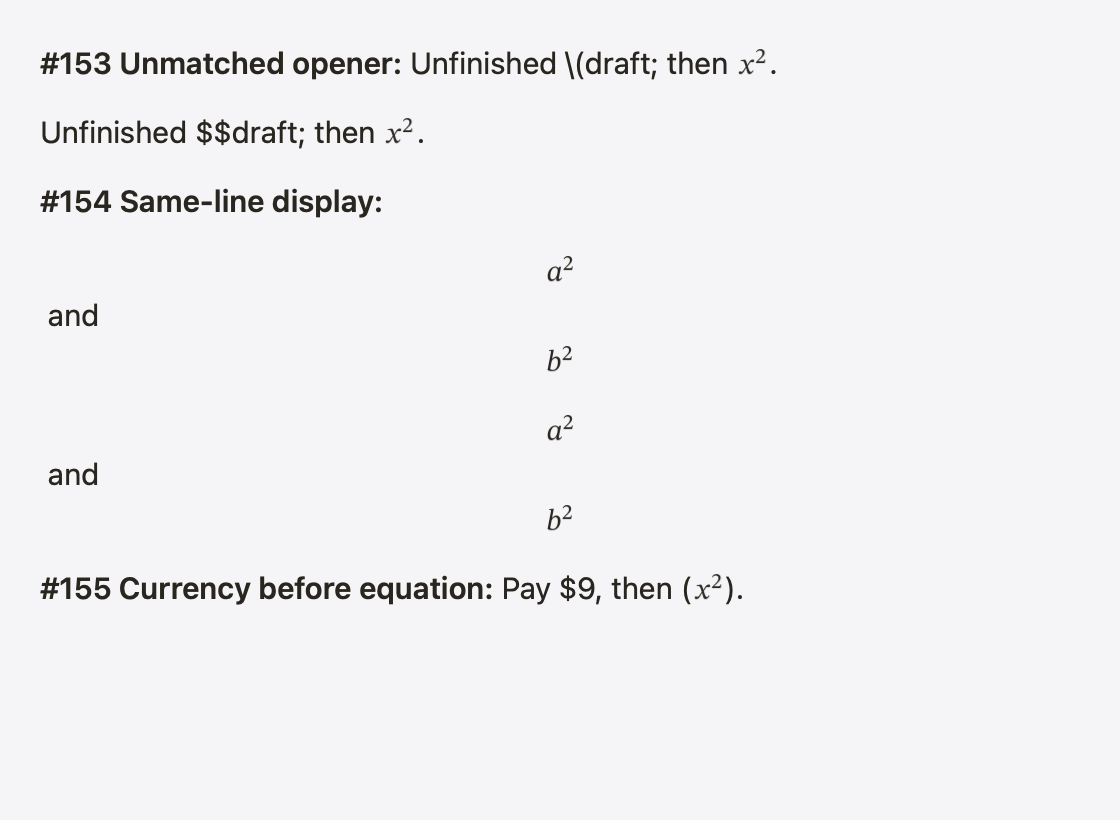 #153 Unmatched opener: Unfinished \(draft; then x².
Unfinished $$draft; then x².
#154 Same-line display:
a²
and
b²
a²
and
b²
#155 Currency before equation: Pay $9, then (x²).